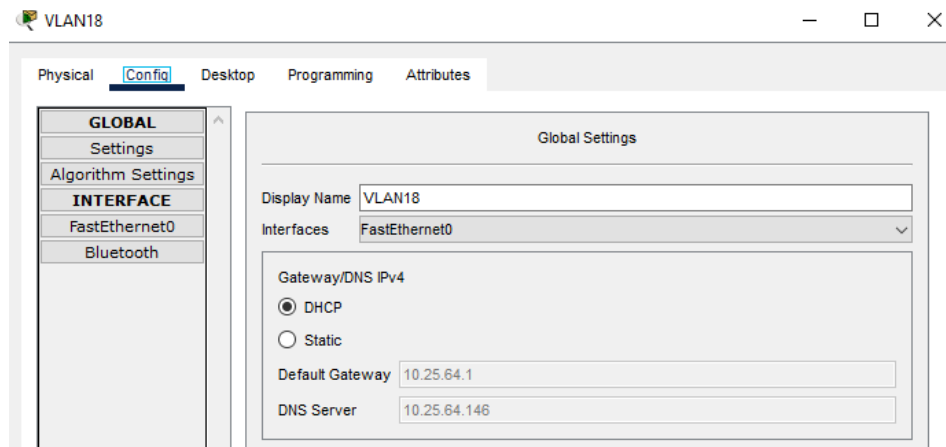 VLAN18
Physical Config Desktop Programming Attributes
GLOBAL
Settings
Algorithm Settings
INTERFACE
FastEthernet0
Bluetooth
Global Settings
Display Name VLAN18
Interfaces FastEthernet0
Gateway/DNS IPv4
DHCP
Static
Default Gateway 10.25.64.1
DNS Server 10.25.64.146